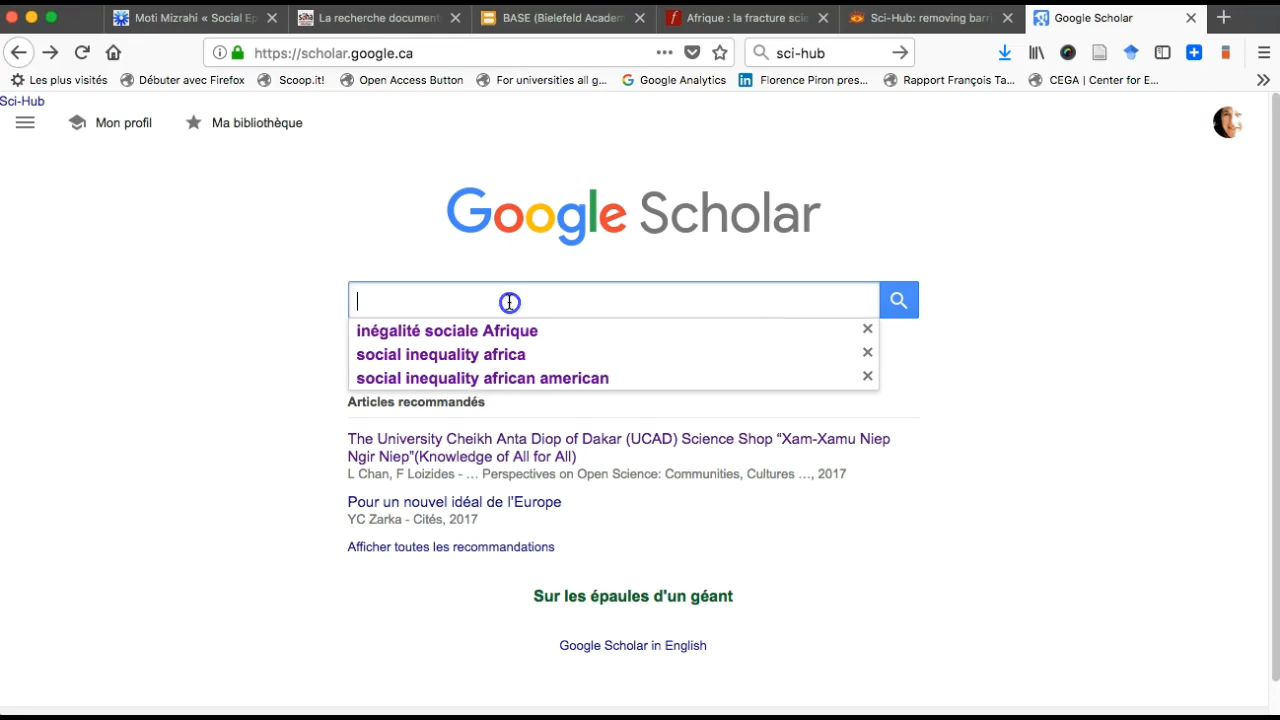 Moti Mizrahi « Social Ep
La recherche document
BASE (Bielefeld Academ
Afrique : la fracture scie
Sci-Hub: removing barri
Google Scholar
https://scholar.google.ca
sci-hub
Les plus visités
Débuter avec Firefox
Scoop.it!
Open Access Button
For universities all g...
Google Analytics
Florence Piron pres...
Rapport François Ta...
CEGA | Center for E...
Sci-Hub
Mon profil
Ma bibliothèque
Google Scholar
inégalité sociale Afrique
social inequality africa
social inequality african american
Articles recommandés
The University Cheikh Anta Diop of Dakar (UCAD) Science Shop “Xam-Xamu Niep
Ngir Niep”(Knowledge of All for All)
L Chan, F Loizides - … Perspectives on Open Science: Communities, Cultures …, 2017
Pour un nouvel idéal de l'Europe
YC Zarka - Cités, 2017
Afficher toutes les recommandations
Sur les épaules d'un géant
Google Scholar in English